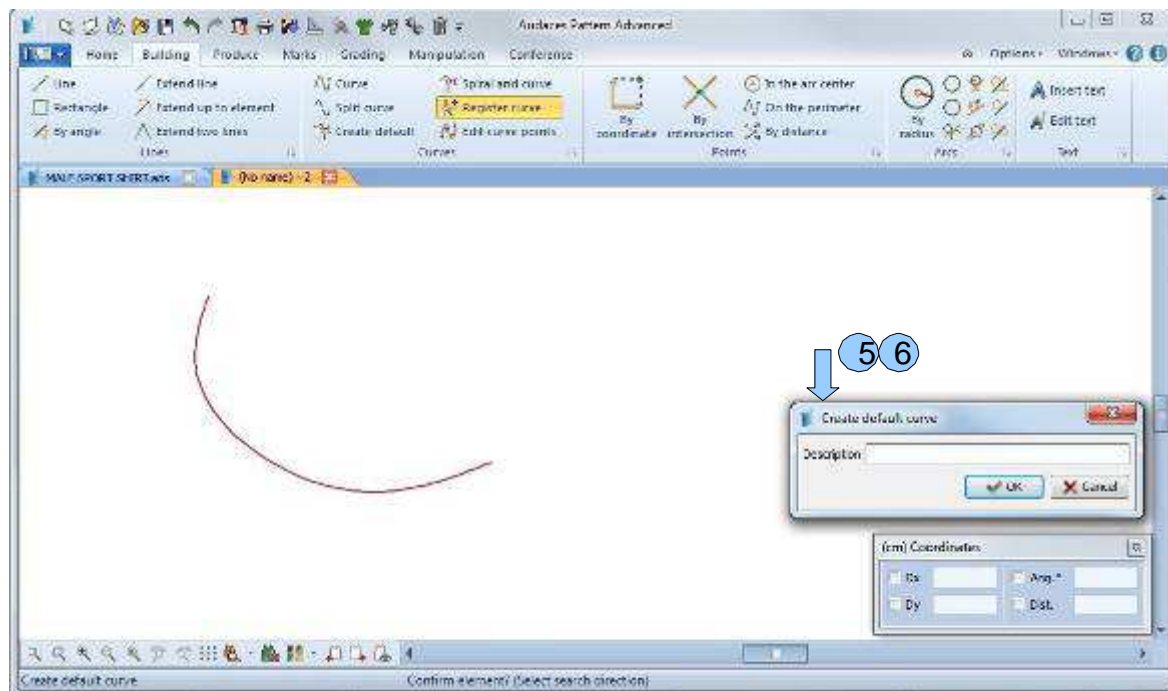 Audaces Pattern Advanced
Home Building Produce Marks Grading Manipulation Conference Options Windows
Line Extend line Curve Spiral and curve In the arc center Insert text
Rectangle Extend up to element Split curve Register curve By coordinate By intersection On the perimeter By radius Edit text
By angle Extend two lines Create default Edit curve points By distance
Lines Curves Points Arcs Text
MALE SPORT SHIRT.ads (No name) - 2
5 6
Create default curve
Description
OK Cancel
(cm) Coordinates
Dx Ang.°
Dy Dist.
Create default curve Confirm element? (Select search direction)